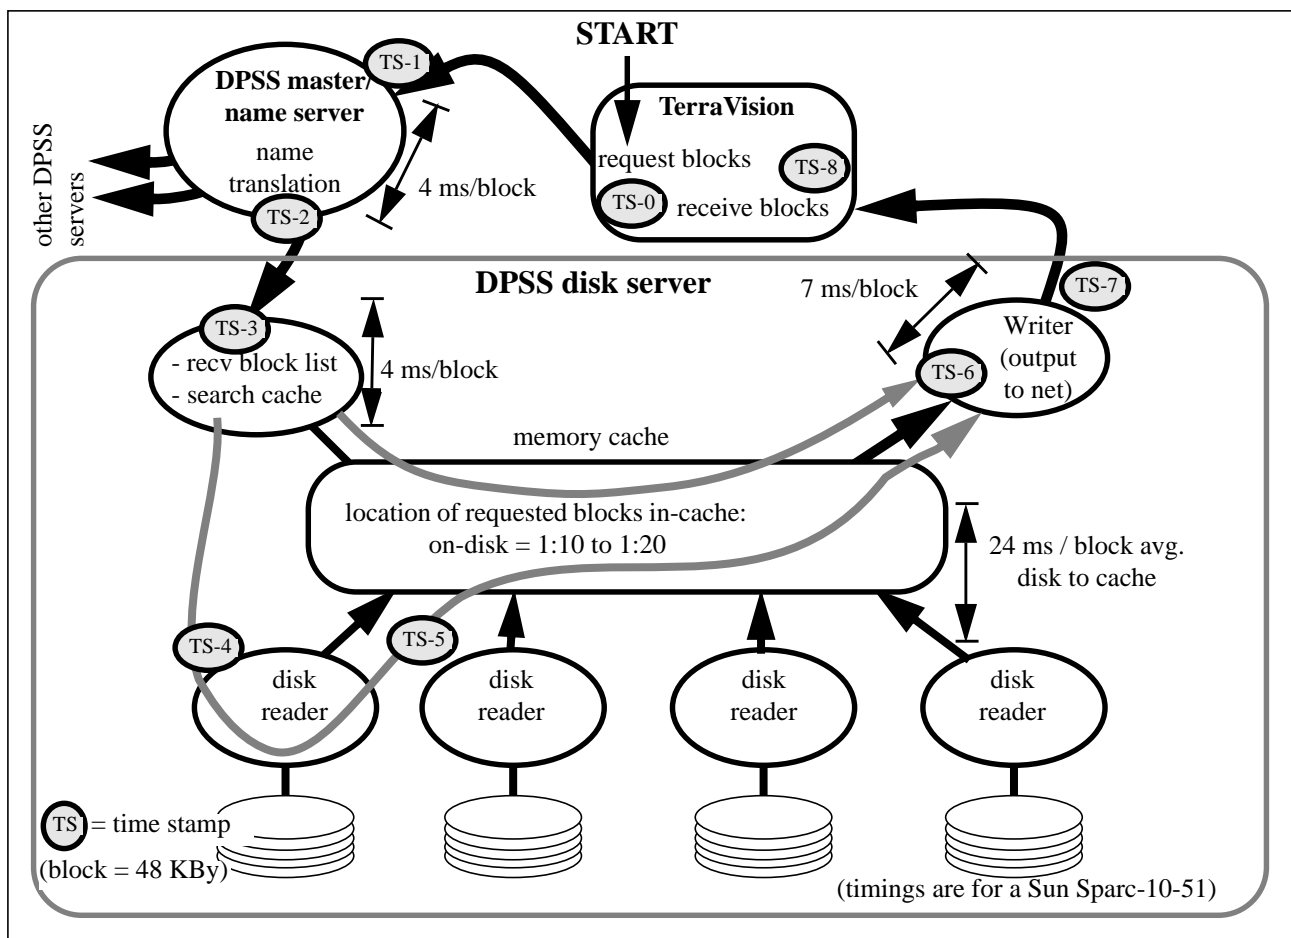 START
TS-1
DPSS master/
name server
name
translation
TS-2
4 ms/block
other DPSS
servers
TerraVision
request blocks
TS-8
TS-0
receive blocks
DPSS disk server
7 ms/block
TS-7
TS-3
- recv block list
- search cache
4 ms/block
Writer
(output
to net)
TS-6
memory cache
location of requested blocks in-cache:
on-disk = 1:10 to 1:20
24 ms / block avg.
disk to cache
TS-4
TS-5
disk
reader
disk
reader
disk
reader
disk
reader
TS = time stamp
(block = 48 KBy)
(timings are for a Sun Sparc-10-51)